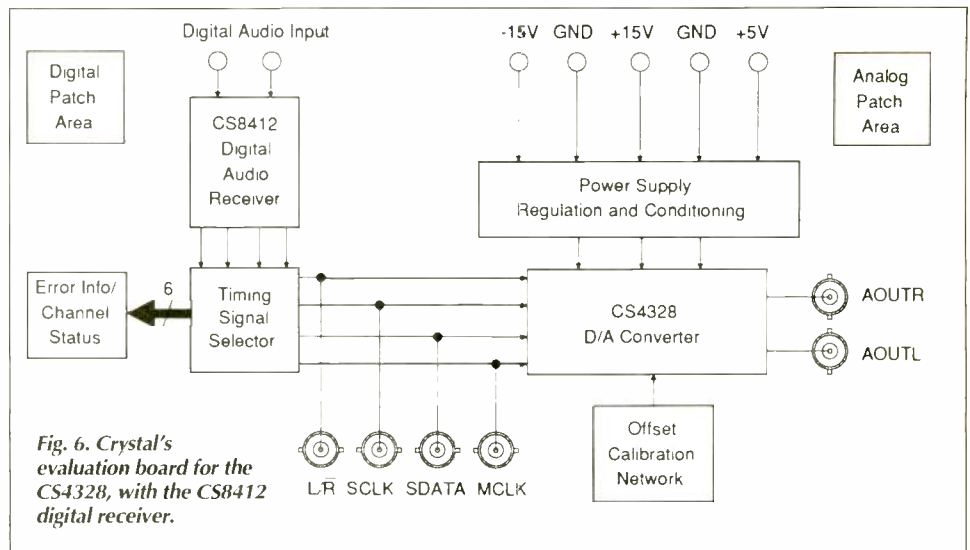 Digital Audio Input
-15V GND +15V GND +5V
Digital
Patch
Area
Analog
Patch
Area
CS8412
Digital
Audio
Receiver
Power Supply
Regulation and Conditioning
Error Info/
Channel
Status
6
Timing
Signal
Selector
CS4328
D/A Converter
AOUTR
AOUTL
L/R̅ SCLK SDATA MCLK
Offset
Calibration
Network
Fig. 6. Crystal's
evaluation board for the
CS4328, with the CS8412
digital receiver.